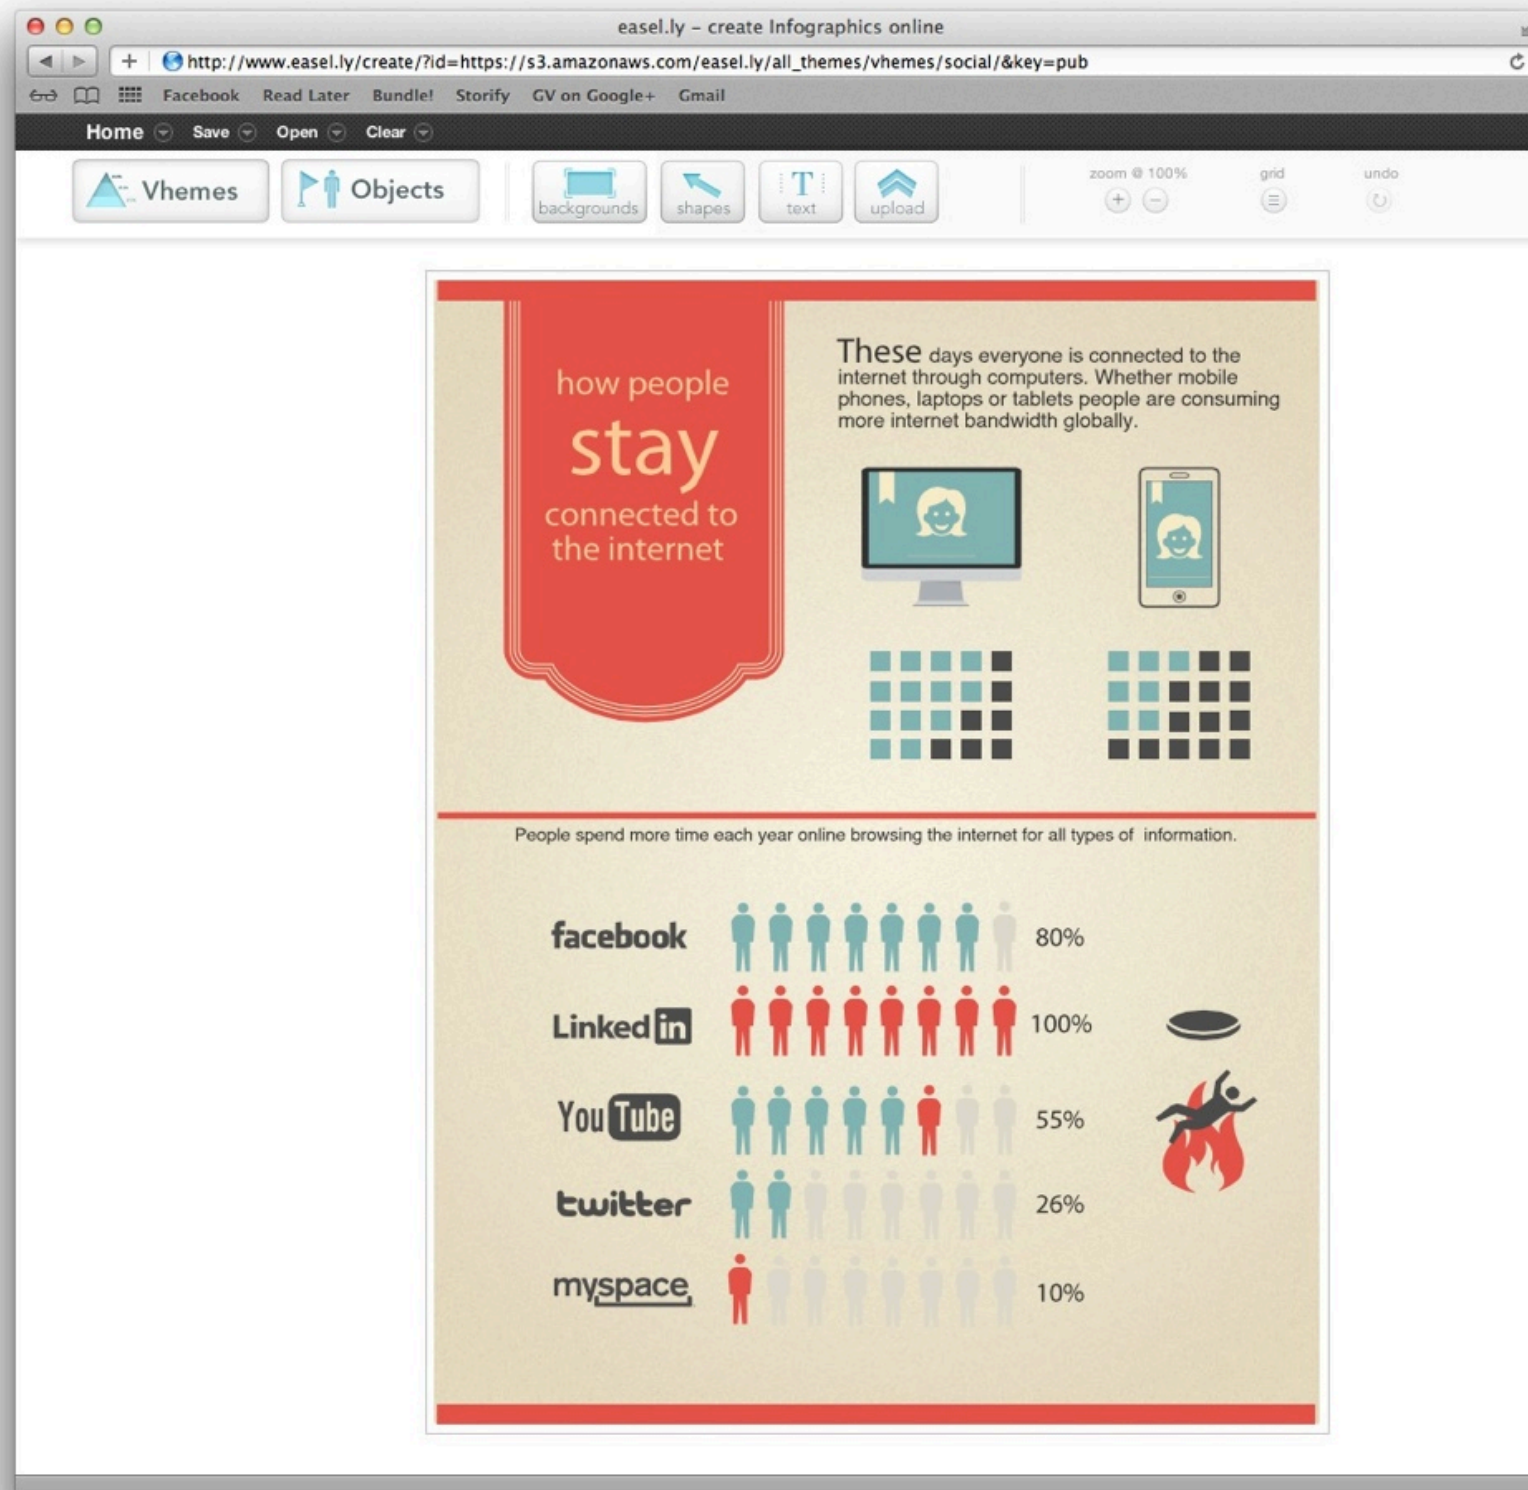 easel.ly – create Infographics online
http://www.easel.ly/create/?id=https://s3.amazonaws.com/easel.ly/all_themes/vhemes/social/&key=pub
Facebook Read Later Bundle! Storify GV on Google+ Gmail
Home Save Open Clear
Vhemes Objects backgrounds shapes text upload zoom @ 100% grid undo
how people
stay
connected to
the internet
These days everyone is connected to the
internet through computers. Whether mobile
phones, laptops or tablets people are consuming
more internet bandwidth globally.
People spend more time each year online browsing the internet for all types of information.
facebook 80%
Linked in 100%
You Tube 55%
twitter 26%
myspace 10%